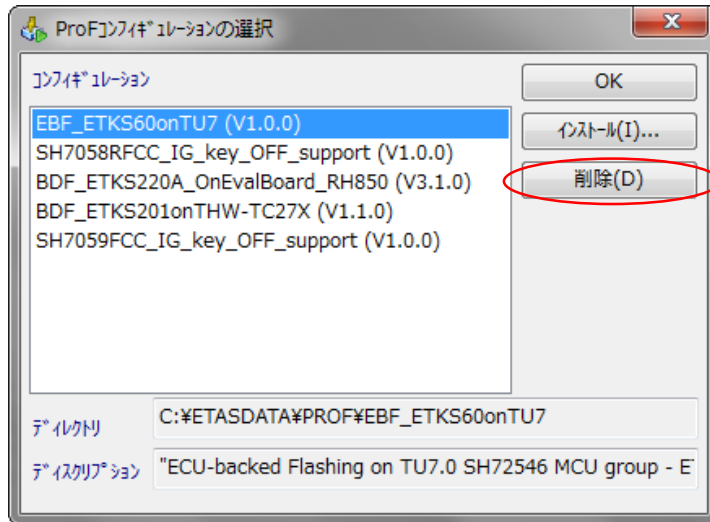 ProFｺﾝﾌｨｷﾞｭﾚｰｼｮﾝの選択
x
ｺﾝﾌｨｷﾞｭﾚｰｼｮﾝ
OK
EBF_ETKS60onTU7 (V1.0.0)
ｲﾝｽﾄｰﾙ(I)...
SH7058RFCC_IG_key_OFF_support (V1.0.0)
BDF_ETKS220A_OnEvalBoard_RH850 (V3.1.0)
削除(D)
BDF_ETKS201onTHW-TC27X (V1.1.0)
SH7059FCC_IG_key_OFF_support (V1.0.0)
ﾃﾞｨﾚｸﾄﾘ
C:¥ETASDATA¥PROF¥EBF_ETKS60onTU7
ﾃﾞｨｽｸﾘﾌﾟｼｮﾝ
"ECU-backed Flashing on TU7.0 SH72546 MCU group - E